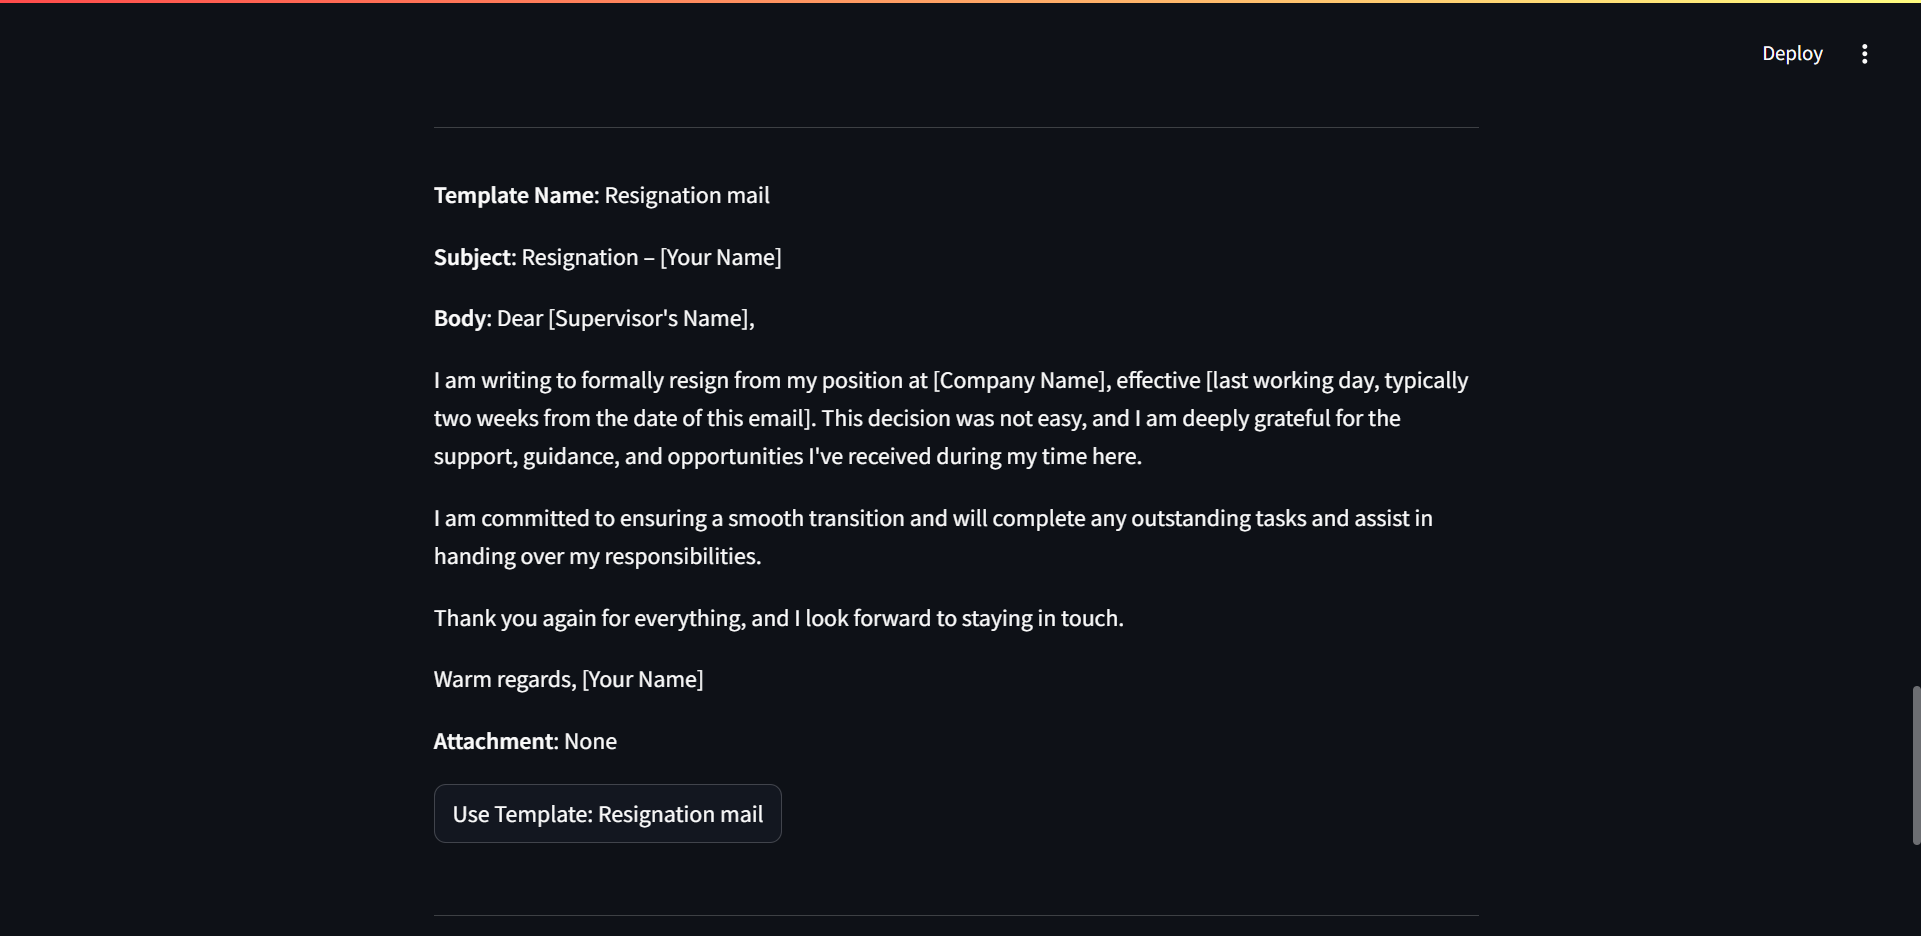 Deploy
Template Name: Resignation mail
Subject: Resignation – [Your Name]
Body: Dear [Supervisor's Name],
I am writing to formally resign from my position at [Company Name], effective [last working day, typically
two weeks from the date of this email]. This decision was not easy, and I am deeply grateful for the
support, guidance, and opportunities I've received during my time here.
I am committed to ensuring a smooth transition and will complete any outstanding tasks and assist in
handing over my responsibilities.
Thank you again for everything, and I look forward to staying in touch.
Warm regards, [Your Name]
Attachment: None
Use Template: Resignation mail